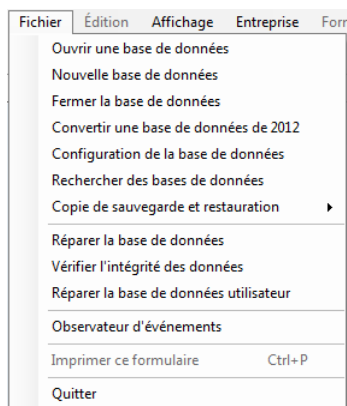 Fichier Édition Affichage Entreprise Forr
Ouvrir une base de données
Nouvelle base de données
Fermer la base de données
Convertir une base de données de 2012
Configuration de la base de données
Rechercher des bases de données
Copie de sauvegarde et restauration
Réparer la base de données
Vérifier l'intégrité des données
Réparer la base de données utilisateur
Observateur d'événements
Imprimer ce formulaire Ctrl+P
Quitter